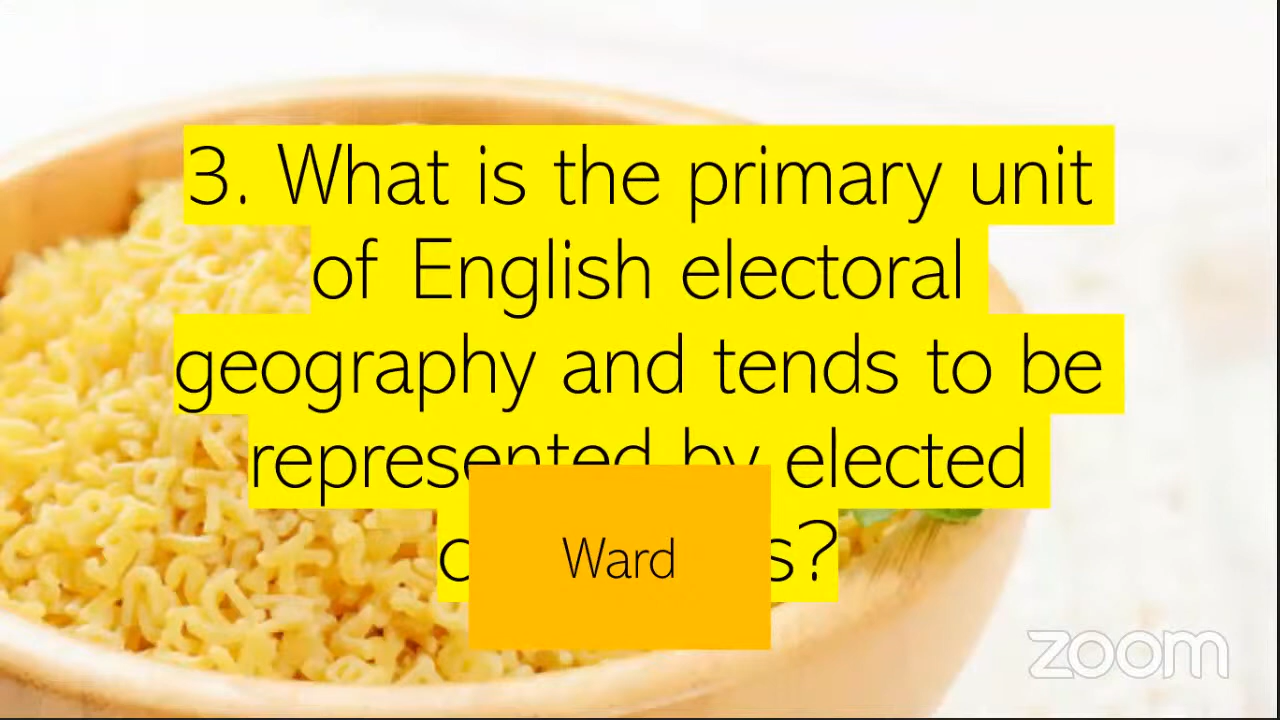 3. What is the primary unit
of English electoral
geography and tends to be
represented by elected
s?
Ward
zoom